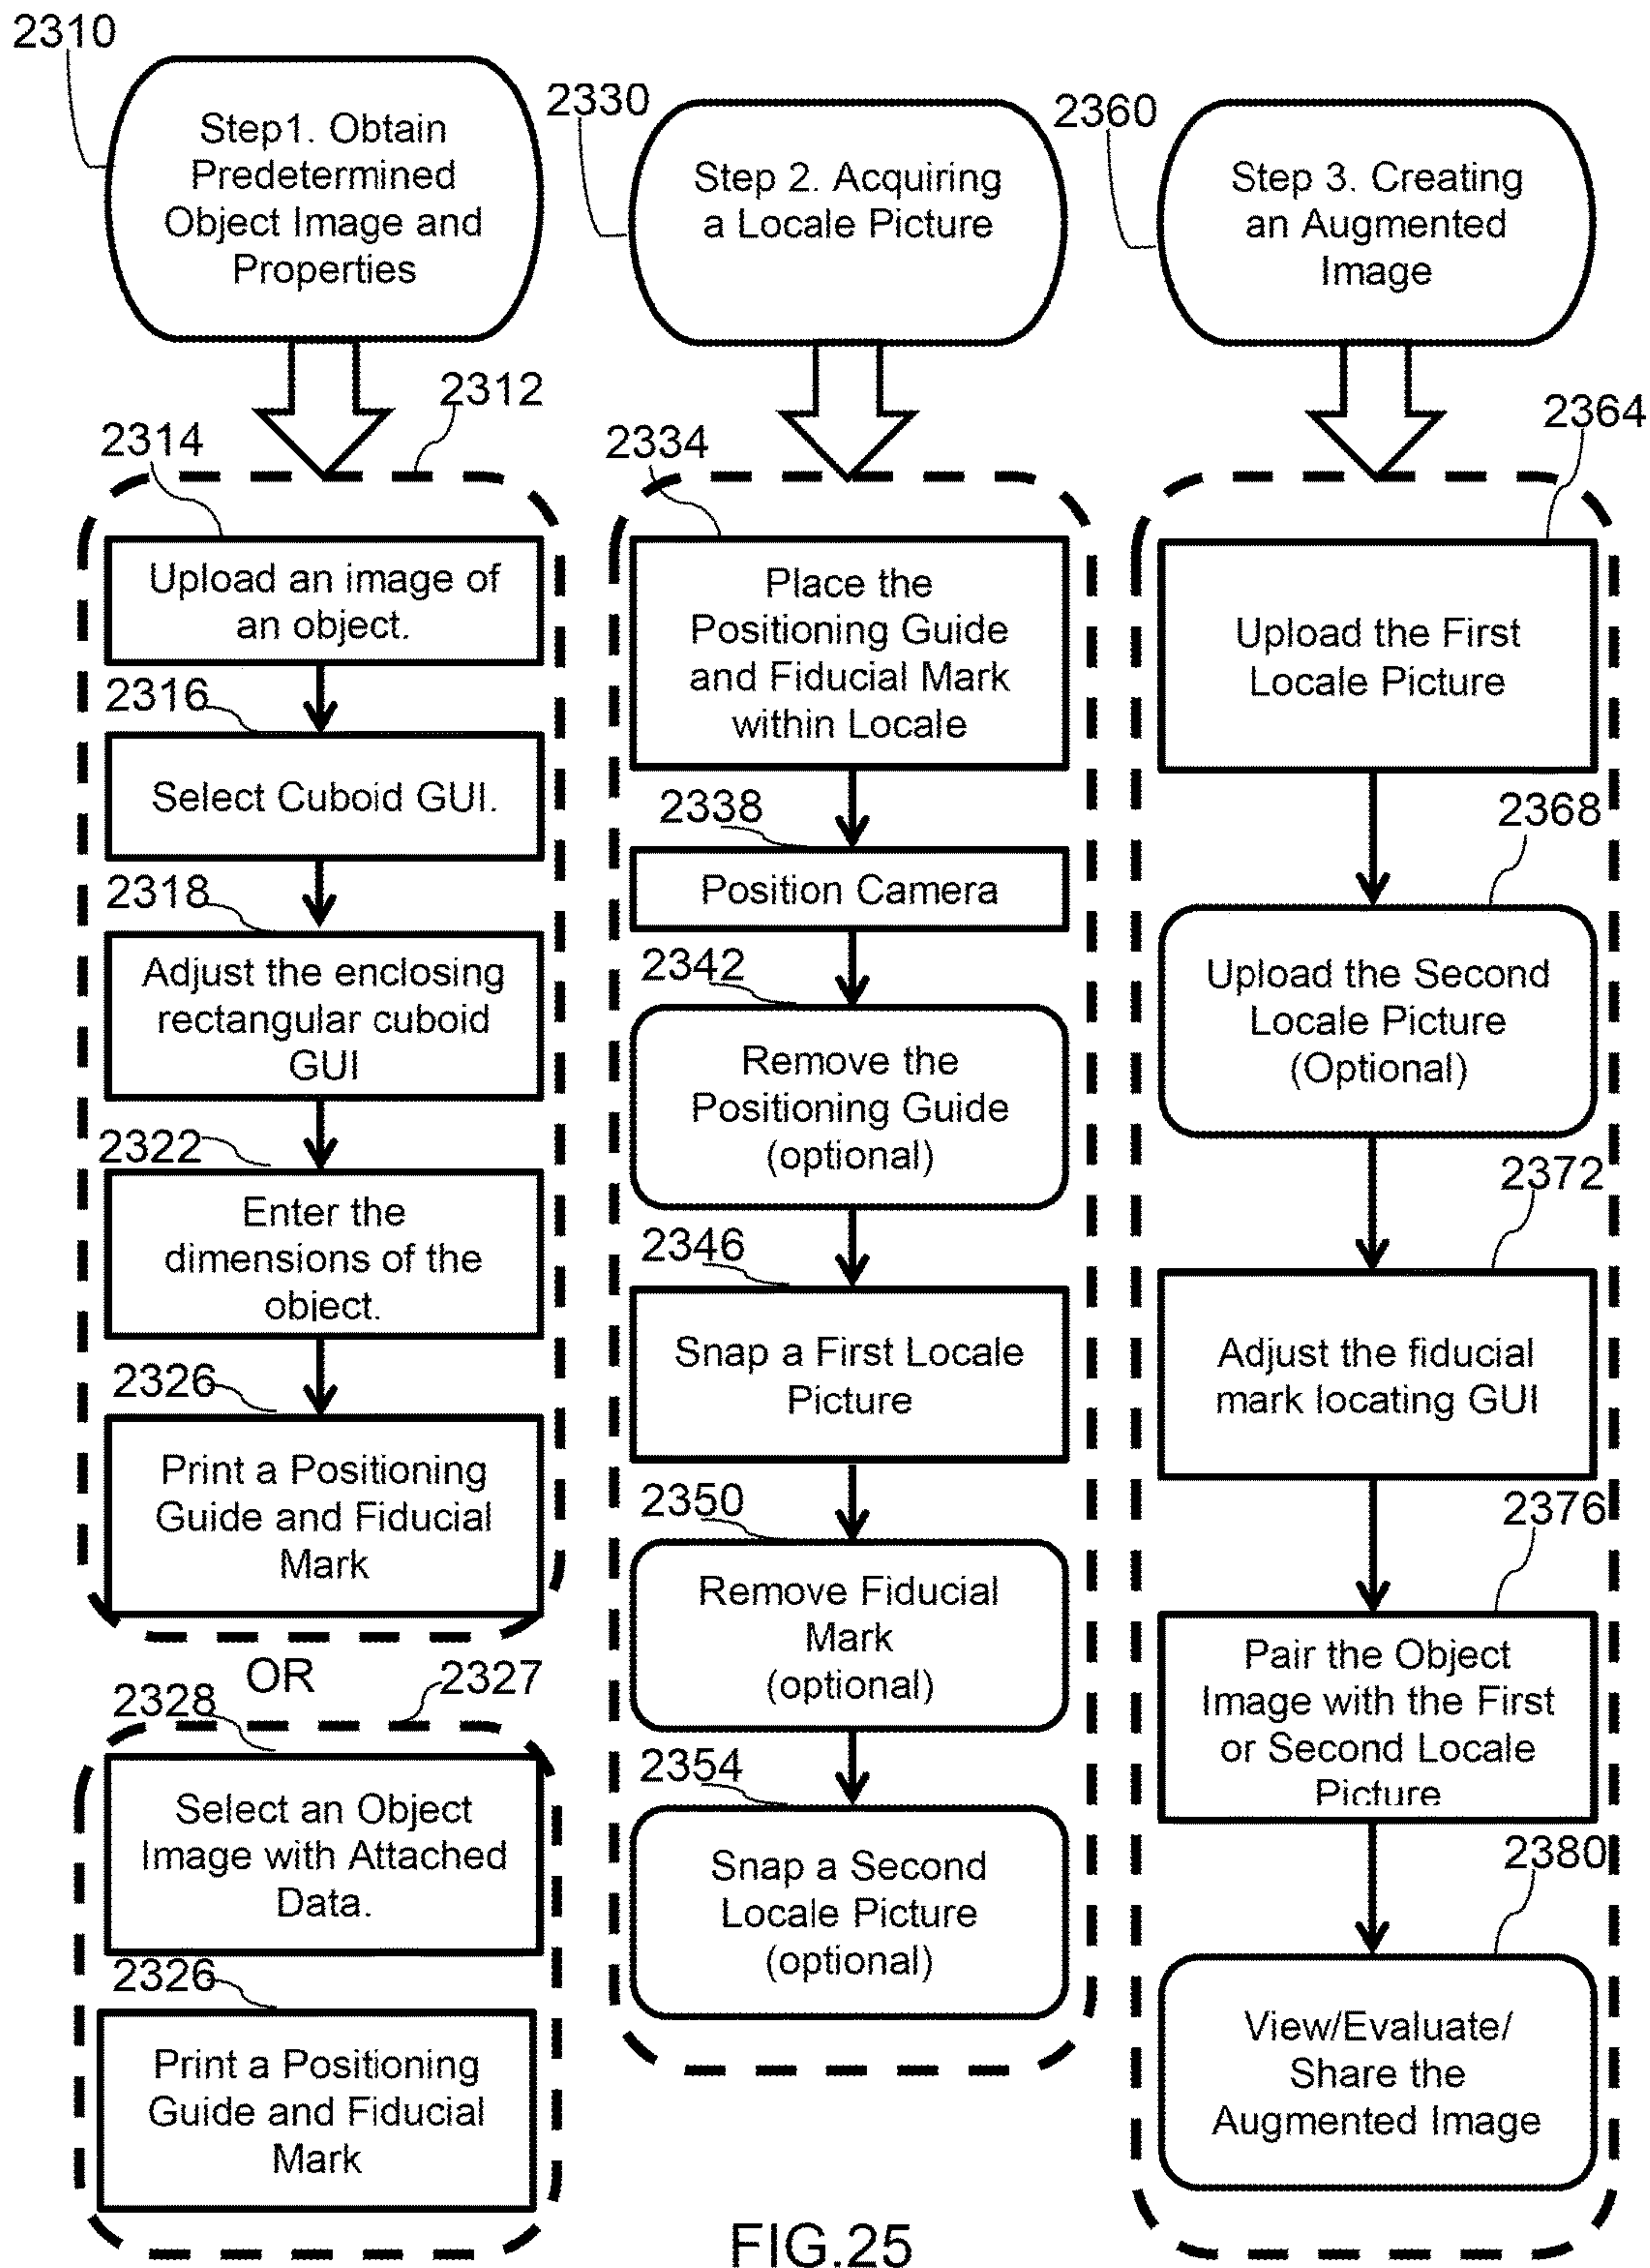 2310
Step1. Obtain
Predetermined
Object Image and
Properties
2312
2314
Upload an image of
an object.
2316
Select Cuboid GUI.
2318
Adjust the enclosing
rectangular cuboid
GUI
2322
Enter the
dimensions of the
object.
2326
Print a Positioning
Guide and Fiducial
Mark
OR
2327
2328
Select an Object
Image with Attached
Data.
2326
Print a Positioning
Guide and Fiducial
Mark
2330
Step 2. Acquiring
a Locale Picture
2334
Place the
Positioning Guide
and Fiducial Mark
within Locale
2338
Position Camera
2342
Remove the
Positioning Guide
(optional)
2346
Snap a First Locale
Picture
2350
Remove Fiducial
Mark
(optional)
2354
Snap a Second
Locale Picture
(optional)
2360
Step 3. Creating
an Augmented
Image
2364
Upload the First
Locale Picture
2368
Upload the Second
Locale Picture
(Optional)
2372
Adjust the fiducial
mark locating GUI
2376
Pair the Object
Image with the First
or Second Locale
Picture
2380
View/Evaluate/
Share the
Augmented Image
FIG.25